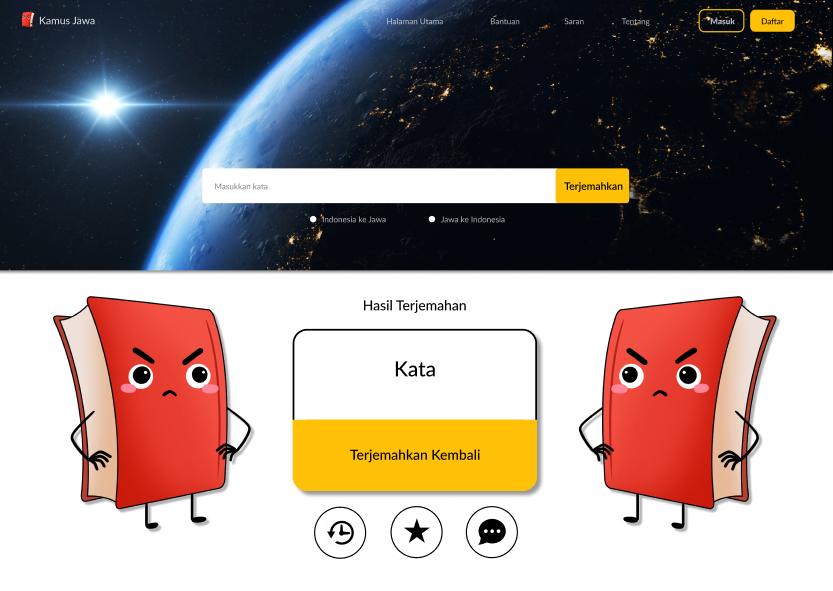 Kamus Jawa
Halaman Utama
Bantuan
Saran
Tentang
Masuk
Daftar
Masukkan kata
Terjemahkan
Indonesia ke Jawa
Jawa ke Indonesia
Hasil Terjemahan
Kata
Terjemahkan Kembali